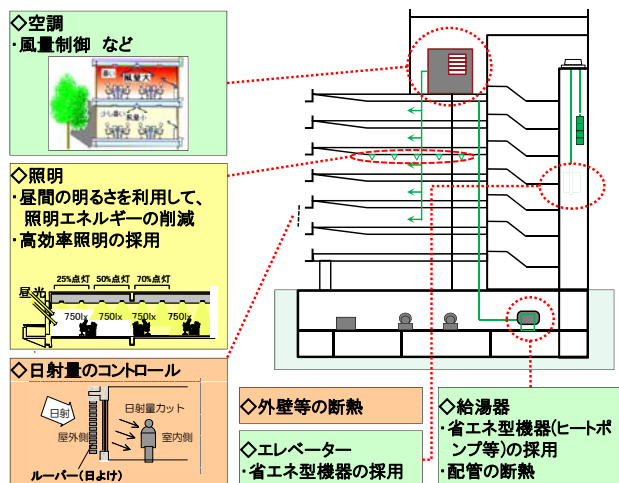 ◇空調
・風量制御 など
暑い
風量大
少し暑い
風量小
◇照明
・昼間の明るさを利用して、
照明エネルギーの削減
・高効率照明の採用
25%点灯 50%点灯 70%点灯
昼光
750lx 750lx 750lx 750lx
◇日射量のコントロール
日射
日射量カット
屋外側
室内側
ルーバー(日よけ)
◇外壁等の断熱
◇エレベーター
・省エネ型機器の採用
◇給湯器
・省エネ型機器(ヒートポ
ンプ等)の採用
・配管の断熱